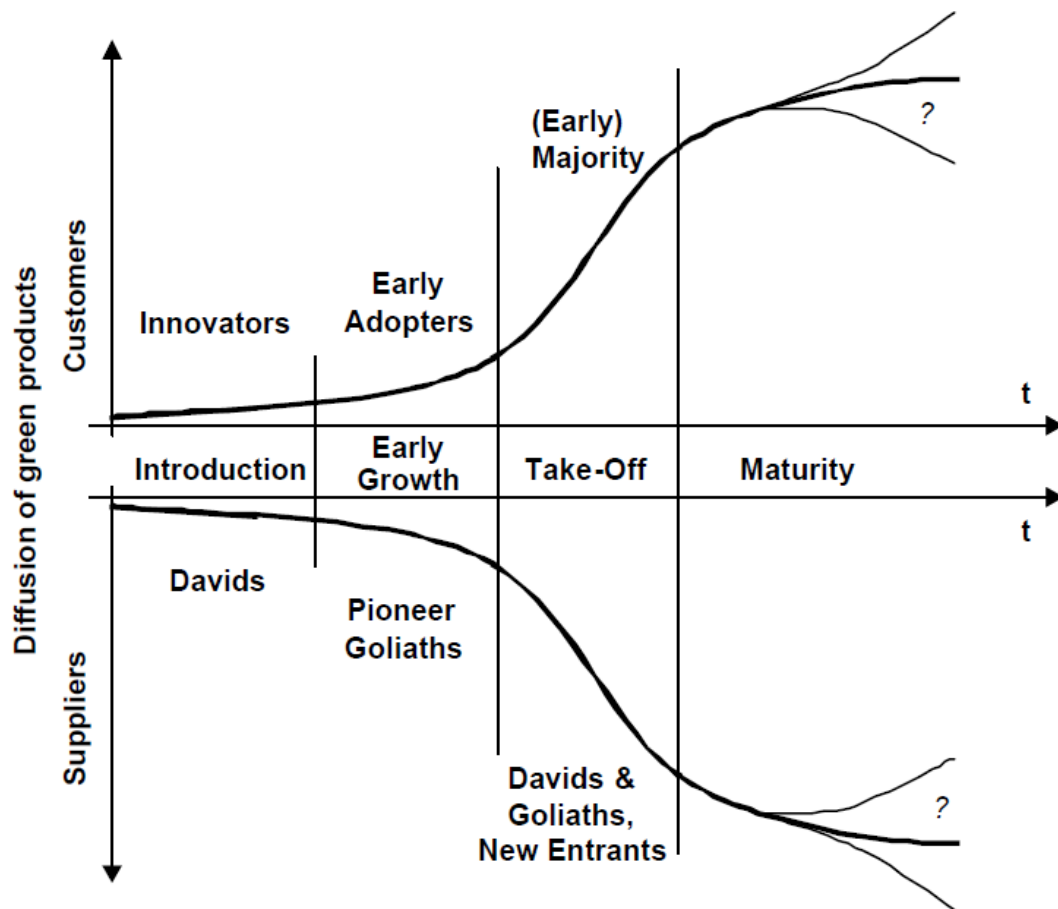 Diffusion of green products
Customers
Suppliers
(Early)
Majority
?
Early
Adopters
Innovators
t
Introduction
Early
Growth
Take-Off
Maturity
t
Davids
Pioneer
Goliaths
Davids &
Goliaths,
New Entrants
?